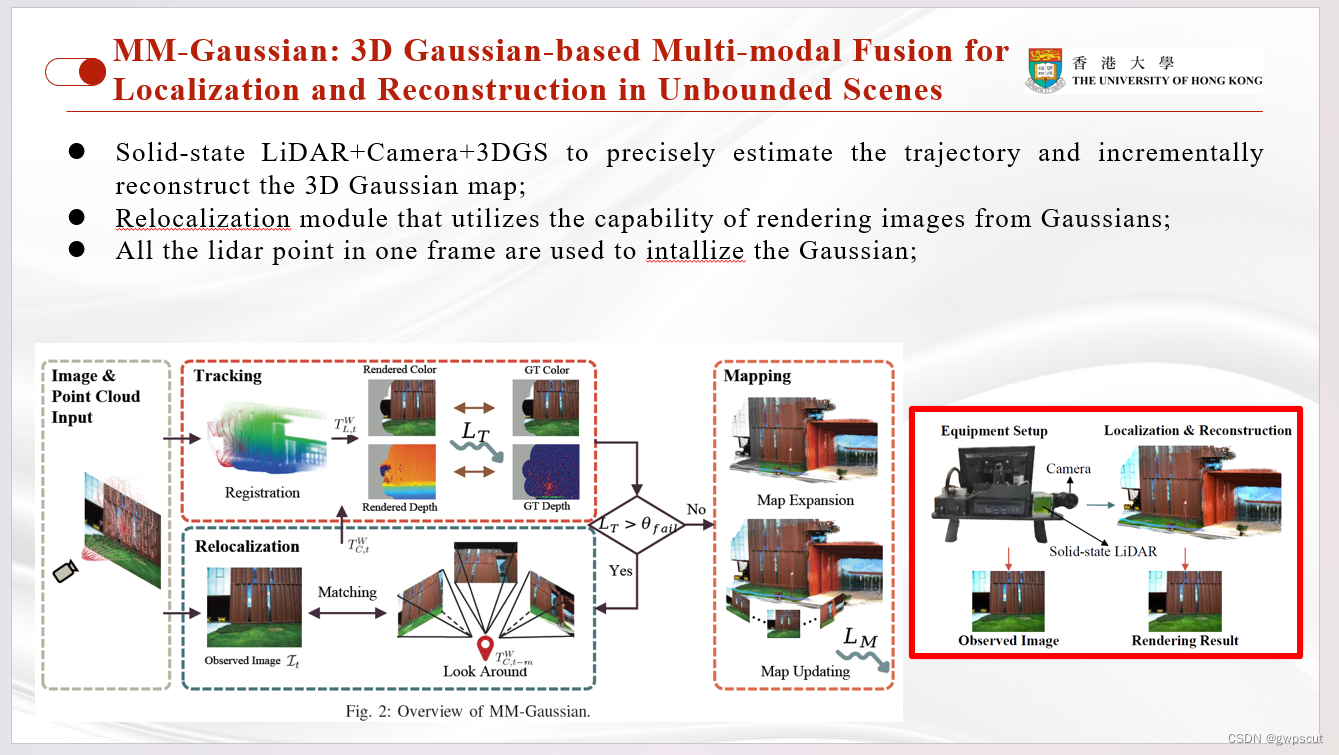 MM-Gaussian: 3D Gaussian-based Multi-modal Fusion for
Localization and Reconstruction in Unbounded Scenes
香 港 大 學
THE UNIVERSITY OF HONG KONG
● Solid-state LiDAR+Camera+3DGS to precisely estimate the trajectory and incrementally
reconstruct the 3D Gaussian map;
● Relocalization module that utilizes the capability of rendering images from Gaussians;
● All the lidar point in one frame are used to intallize the Gaussian;
Image &
Point Cloud
Input
Tracking
Registration
T^W_{L,t}
Rendered Color
GT Color
L_T
Rendered Depth
GT Depth
T^W_{C,t}
Relocalization
Observed Image I_t
Matching
T^W_{C,t-m}
Look Around
L_T > θ_{fail}
No
Yes
Mapping
Map Expansion
L_M
Map Updating
Fig. 2: Overview of MM-Gaussian.
Equipment Setup
Localization & Reconstruction
Camera
Solid-state LiDAR
Observed Image
Rendering Result
CSDN @gwpscut